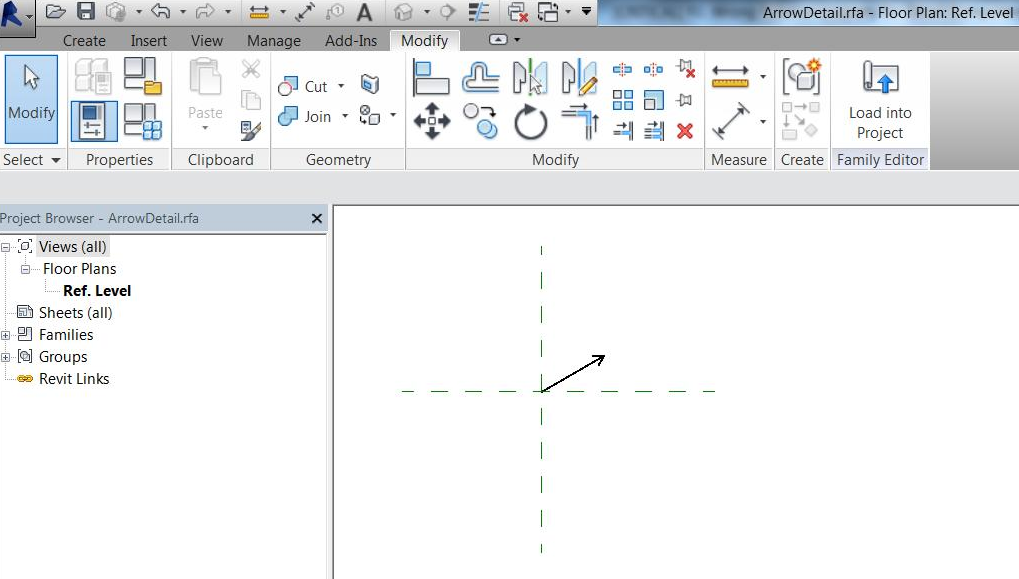 ArrowDetail.rfa - Floor Plan: Ref. Level
Create Insert View Manage Add-Ins Modify
Modify
Paste
Cut
Join
Load into
Project
Select Properties Clipboard Geometry Modify Measure Create Family Editor
Project Browser - ArrowDetail.rfa
Views (all)
Floor Plans
Ref. Level
Sheets (all)
Families
Groups
Revit Links